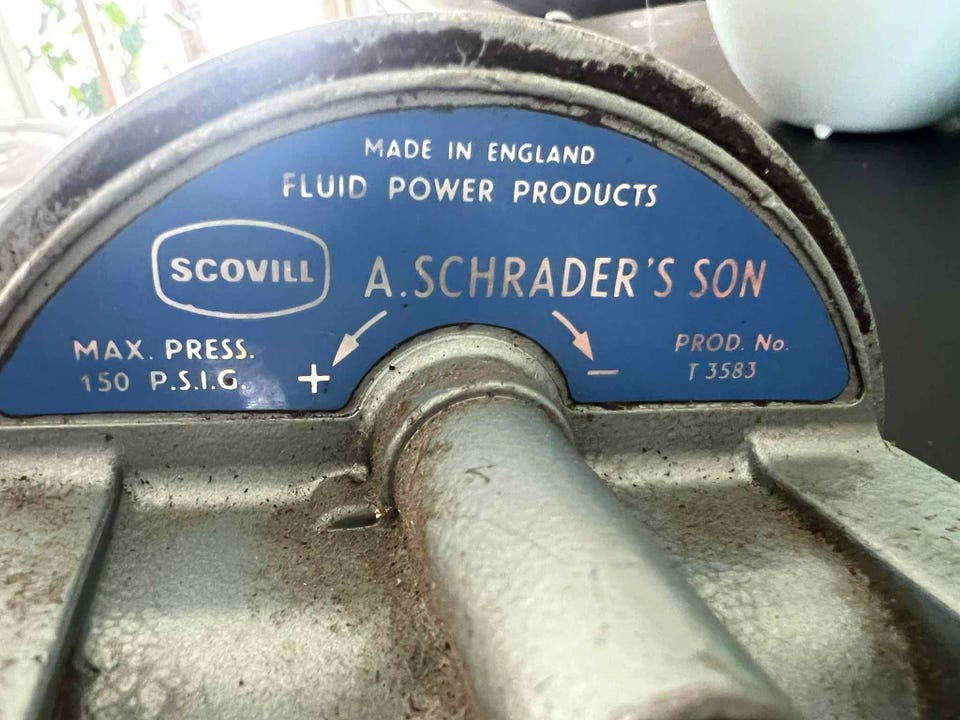 MADE IN ENGLAND
FLUID POWER PRODUCTS
SCOVILL
A. SCHRADER'S SON
MAX. PRESS.
150 P.S.I.G.
+
−
PROD. No.
T 3583